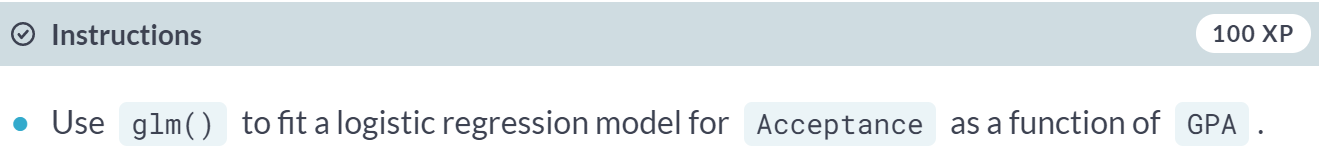 Instructions 100 XP
Use glm() to fit a logistic regression model for Acceptance as a function of GPA .